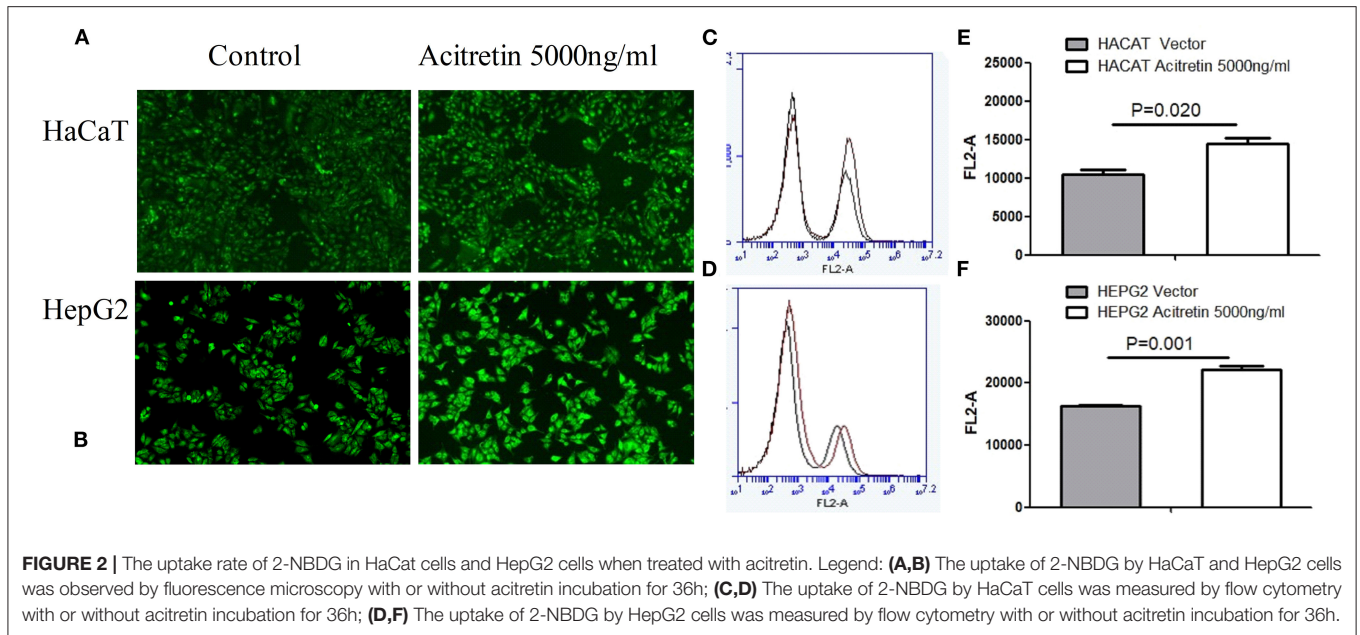 A
Control
Acitretin 5000ng/ml
HaCaT
HepG2
B
C
FL2-A
D
FL2-A
E
HACAT Vector
HACAT Acitretin 5000ng/ml
25000
20000
15000
10000
5000
0
FL2-A
P=0.020
F
HEPG2 Vector
HEPG2 Acitretin 5000ng/ml
30000
20000
10000
0
FL2-A
P=0.001
FIGURE 2 | The uptake rate of 2-NBDG in HaCat cells and HepG2 cells when treated with acitretin. Legend: (A,B) The uptake of 2-NBDG by HaCaT and HepG2 cells
was observed by fluorescence microscopy with or without acitretin incubation for 36h; (C,D) The uptake of 2-NBDG by HaCaT cells was measured by flow cytometry
with or without acitretin incubation for 36h; (D,F) The uptake of 2-NBDG by HepG2 cells was measured by flow cytometry with or without acitretin incubation for 36h.